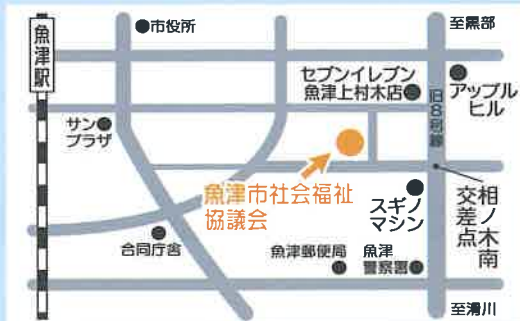 魚津駅
市役所
至黒部
セブンイレブン
魚津上村木店
アップル
ヒル
旧8号線
サン
プラザ
魚津市社会福祉
協議会
スギノ
マシン
相ノ木南
交差点
合同庁舎
魚津郵便局
魚津
警察署
至滑川